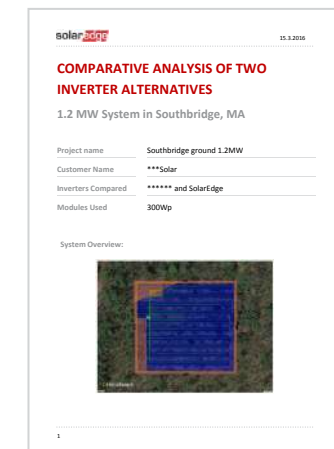 solaredge
15.3.2016
COMPARATIVE ANALYSIS OF TWO
INVERTER ALTERNATIVES
1.2 MW System in Southbridge, MA
Project name Southbridge ground 1.2MW
Customer Name ***Solar
Inverters Compared ****** and SolarEdge
Modules Used 300Wp
System Overview:
1